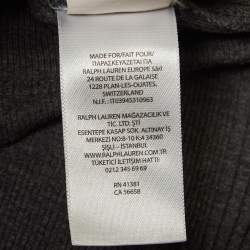 MADE FOR/FAIT POUR/
ΠΑΡΑΣΚΕΥΑΖΕΤΑΙ ΓΙΑ
RALPH LAUREN EUROPE Sàrl
24 ROUTE DE LA GALAISE
1228 PLAN-LES-OUATES,
SWITZERLAND
N.I.F.: IT03945310963
RALPH LAUREN MAĞAZACILIK VE
TİC. LTD. ŞTİ
ESENTEPE KASAP SOK. ALTINAY İŞ
MERKEZİ NO:8-10 K:4 34360
ŞİŞLİ - İSTANBUL
WWW.RALPHLAUREN.COM.TR
TÜKETİCİ İLETİŞİM HATTI:
0212 345 69 69
RN 41381
CA 56658